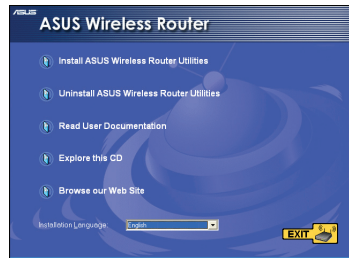 ASUS
ASUS Wireless Router
Install ASUS Wireless Router Utilities
Uninstall ASUS Wireless Router Utilities
Read User Documentation
Explore this CD
Browse our Web Site
Installation Language: English
EXIT